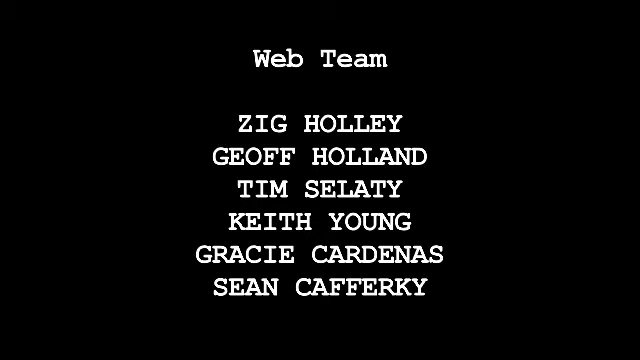 Web Team
ZIG HOLLEY
GEOFF HOLLAND
TIM SELATY
KEITH YOUNG
GRACIE CARDENAS
SEAN CAFFERKY